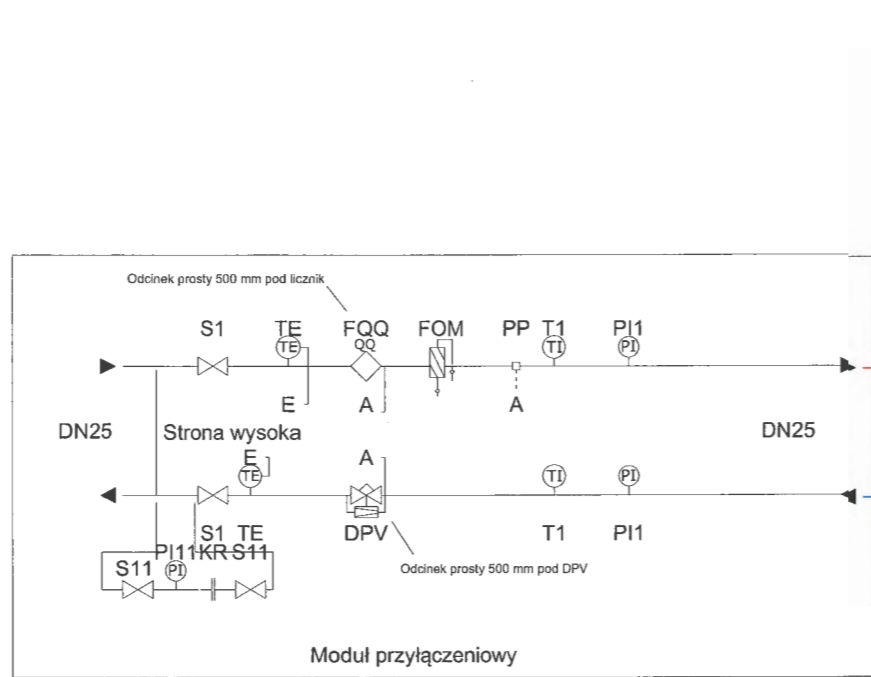 Odcinek prosty 500 mm pod licznik
S1 TE FQQ FOM PP T1 PI1
TE QQ TI PI
E A A
DN25 Strona wysoka DN25
E A
TE TI PI
S1 TE DPV T1 PI1
PI11 KR S11
S11 PI Odcinek prosty 500 mm pod DPV
Moduł przyłączeniowy